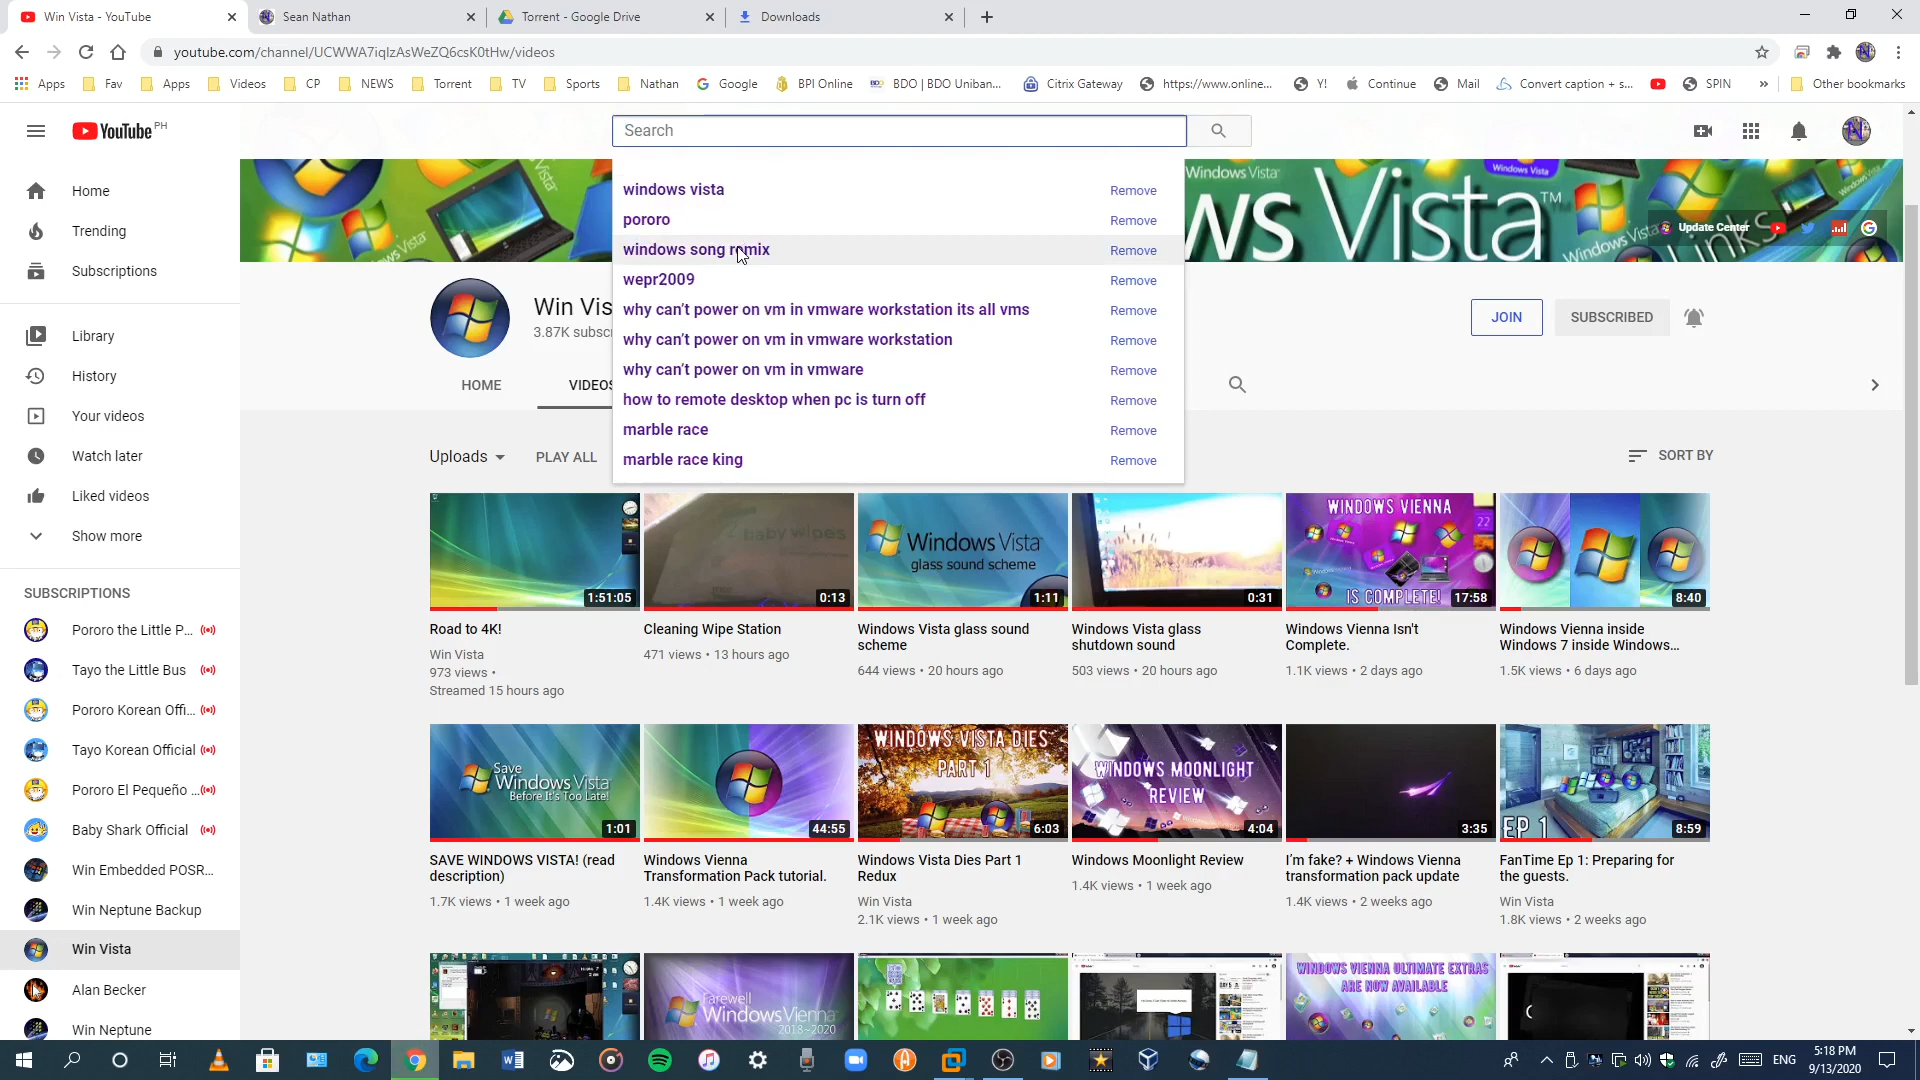 Win Vista - YouTube
Sean Nathan
Torrent - Google Drive
Downloads
youtube.com/channel/UCWWA7iqIzAsWeZQ6csK0tHw/videos
Apps Fav Apps Videos CP NEWS Torrent TV Sports Nathan Google BPI Online BDO | BDO Uniban... Citrix Gateway https://www.online... Y! Continue Mail Convert caption + s... SPIN » Other bookmarks
YouTube PH
Search
Home
Trending
Subscriptions
Library
History
Your videos
Watch later
Liked videos
Show more
SUBSCRIPTIONS
Pororo the Little P...
Tayo the Little Bus
Pororo Korean Offi...
Tayo Korean Official
Pororo El Pequeño ...
Baby Shark Official
Win Embedded POSR...
Win Neptune Backup
Win Vista
Alan Becker
Win Neptune
windows vista Remove
pororo Remove
windows song remix Remove
wepr2009 Remove
why can't power on vm in vmware workstation its all vms Remove
why can't power on vm in vmware workstation Remove
why can't power on vm in vmware Remove
how to remote desktop when pc is turn off Remove
marble race Remove
marble race king Remove
Windows Vista
Windows Vista
ws Vista™
Update Center
Links
Win Vis
3.87K subsc
JOIN
SUBSCRIBED
HOME
VIDEOS
Uploads
PLAY ALL
SORT BY
1:51:05
baby wipes
0:13
Windows Vista
glass sound scheme
1:11
0:31
WINDOWS VIENNA
IS COMPLETE!
17:58
8:40
Road to 4K!
Win Vista
973 views •
Streamed 15 hours ago
Cleaning Wipe Station
471 views • 13 hours ago
Windows Vista glass sound
scheme
644 views • 20 hours ago
Windows Vista glass
shutdown sound
503 views • 20 hours ago
Windows Vienna Isn't
Complete.
1.1K views • 2 days ago
Windows Vienna inside
Windows 7 inside Windows...
1.5K views • 6 days ago
Save
Windows Vista
Before It's Too Late!
1:01
44:55
WINDOWS VISTA DIES
PART 1
6:03
WINDOWS MOONLIGHT
REVIEW
4:04
3:35
EP 1
8:59
SAVE WINDOWS VISTA! (read
description)
1.7K views • 1 week ago
Windows Vienna
Transformation Pack tutorial.
1.4K views • 1 week ago
Windows Vista Dies Part 1
Redux
Win Vista
2.1K views • 1 week ago
Windows Moonlight Review
1.4K views • 1 week ago
I'm fake? + Windows Vienna
transformation pack update
1.4K views • 2 weeks ago
FanTime Ep 1: Preparing for
the guests.
Win Vista
1.8K views • 2 weeks ago
Farewell
Windows Vienna
2018~2020
WINDOWS VIENNA ULTIMATE EXTRAS
ARE NOW AVAILABLE
ENG
5:18 PM
9/13/2020